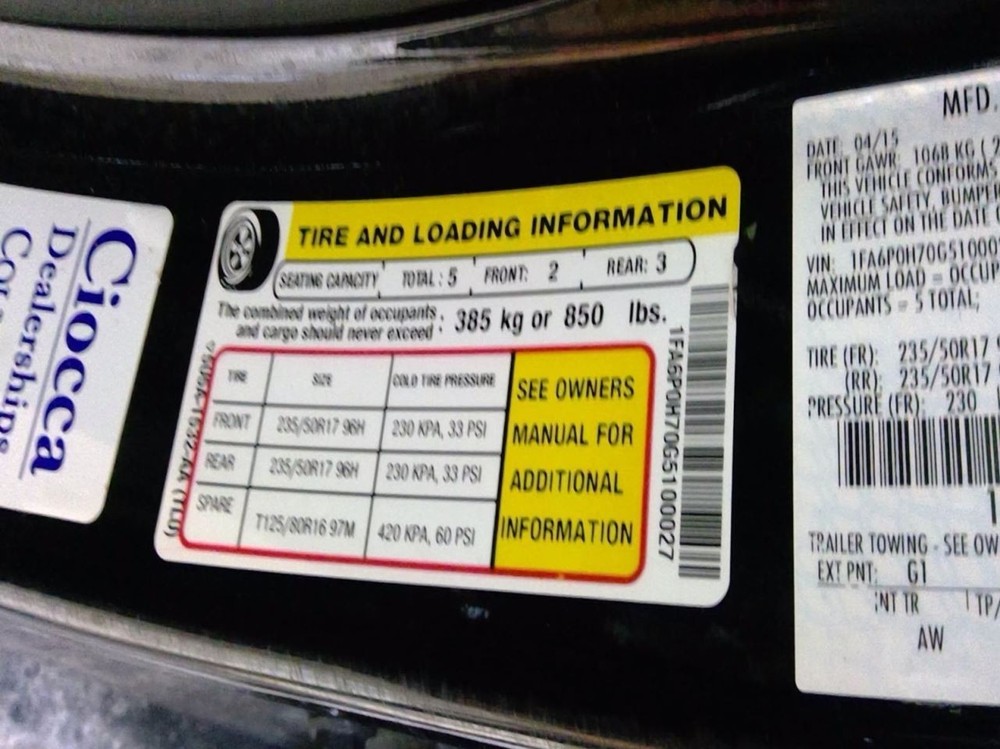 Ciocca
Dealerships
TIRE AND LOADING INFORMATION
SEATING CAPACITY TOTAL : 5 FRONT: 2 REAR: 3
The combined weight of occupants
and cargo should never exceed : 385 kg or 850 lbs.
TIRE SIZE COLD TIRE PRESSURE
FRONT 235/50R17 96H 230 KPA, 33 PSI
REAR 235/50R17 96H 230 KPA, 33 PSI
SPARE T125/80R16 97M 420 KPA, 60 PSI
SEE OWNERS
MANUAL FOR
ADDITIONAL
INFORMATION
1FA6P0H70G5100027
MFD.
DATE: 04/15
FRONT GAWR: 1068 KG ( 2
THIS VEHICLE CONFORMS
VEHICLE SAFETY, BUMPE
IN EFFECT ON THE DATE
VIN: 1FA6P0H70G51000
MAXIMUM LOAD = OCCUP
OCCUPANTS = 5 TOTAL;
TIRE (FR): 235/50R17 9
(RR): 235/50R17
PRESSURE (FR): 230
TRAILER TOWING - SEE OW
EXT PNT: G1
INT TR TP/
AW